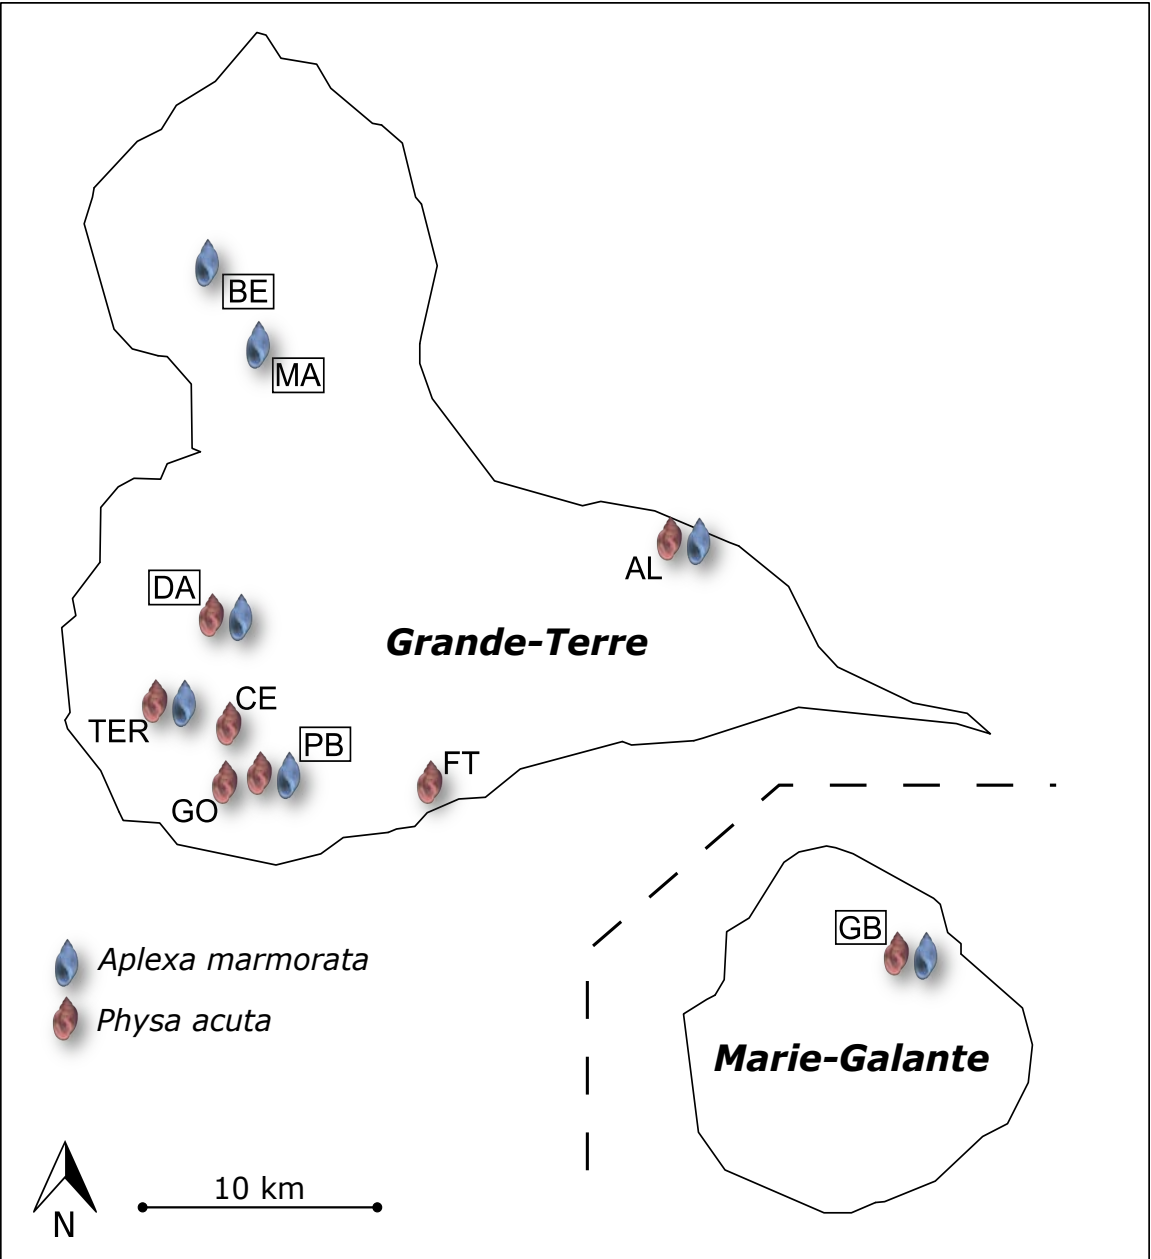 BE
MA
AL
DA
Grande-Terre
CE
TER
PB
FT
GO
GB
Aplexa marmorata
Physa acuta
Marie-Galante
10 km
N